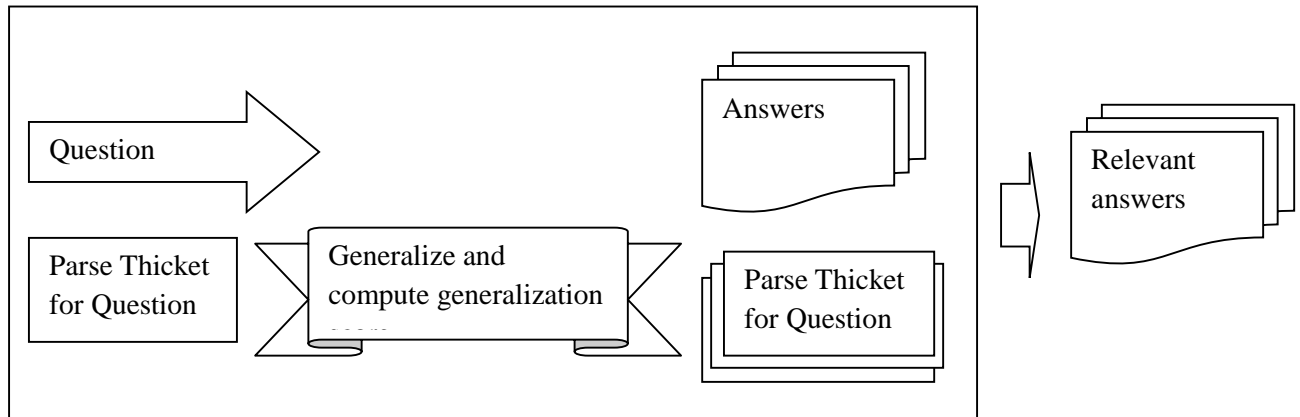 Question
Answers
Relevant
answers
Parse Thicket
for Question
Generalize and
compute generalization
Parse Thicket
for Question